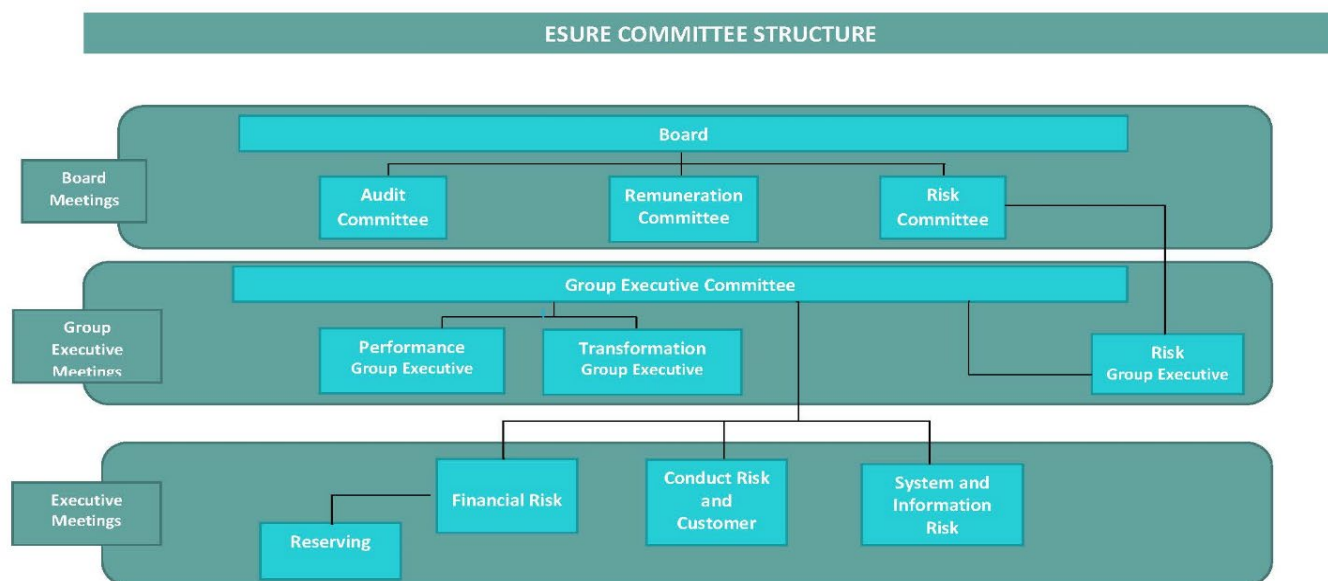 ESURE COMMITTEE STRUCTURE
Board
Board
Meetings
Audit
Committee
Remuneration
Committee
Risk
Committee
Group Executive Committee
Group
Executive
Meetings
Performance
Group Executive
Transformation
Group Executive
Risk
Group Executive
Executive
Meetings
Financial Risk
Conduct Risk
and
Customer
System and
Information
Risk
Reserving